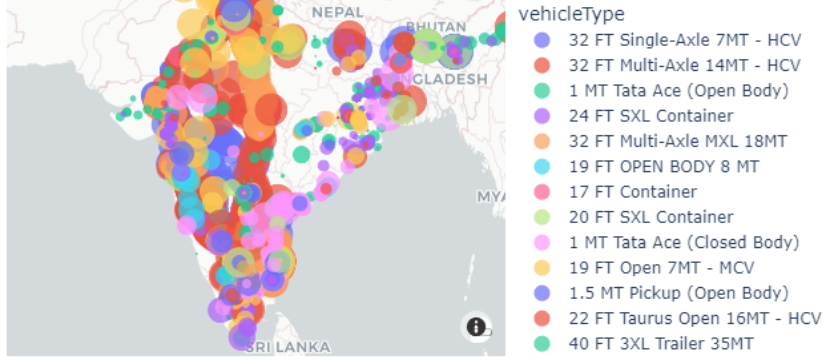 NEPAL
BHUTAN
NGLADESH
MYA
SRI LANKA
i
vehicleType
32 FT Single-Axle 7MT - HCV
32 FT Multi-Axle 14MT - HCV
1 MT Tata Ace (Open Body)
24 FT SXL Container
32 FT Multi-Axle MXL 18MT
19 FT OPEN BODY 8 MT
17 FT Container
20 FT SXL Container
1 MT Tata Ace (Closed Body)
19 FT Open 7MT - MCV
1.5 MT Pickup (Open Body)
22 FT Taurus Open 16MT - HCV
40 FT 3XL Trailer 35MT